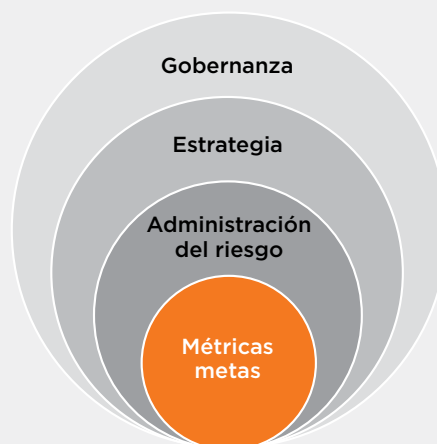 Gobernanza
Estrategia
Administración
del riesgo
Métricas
metas